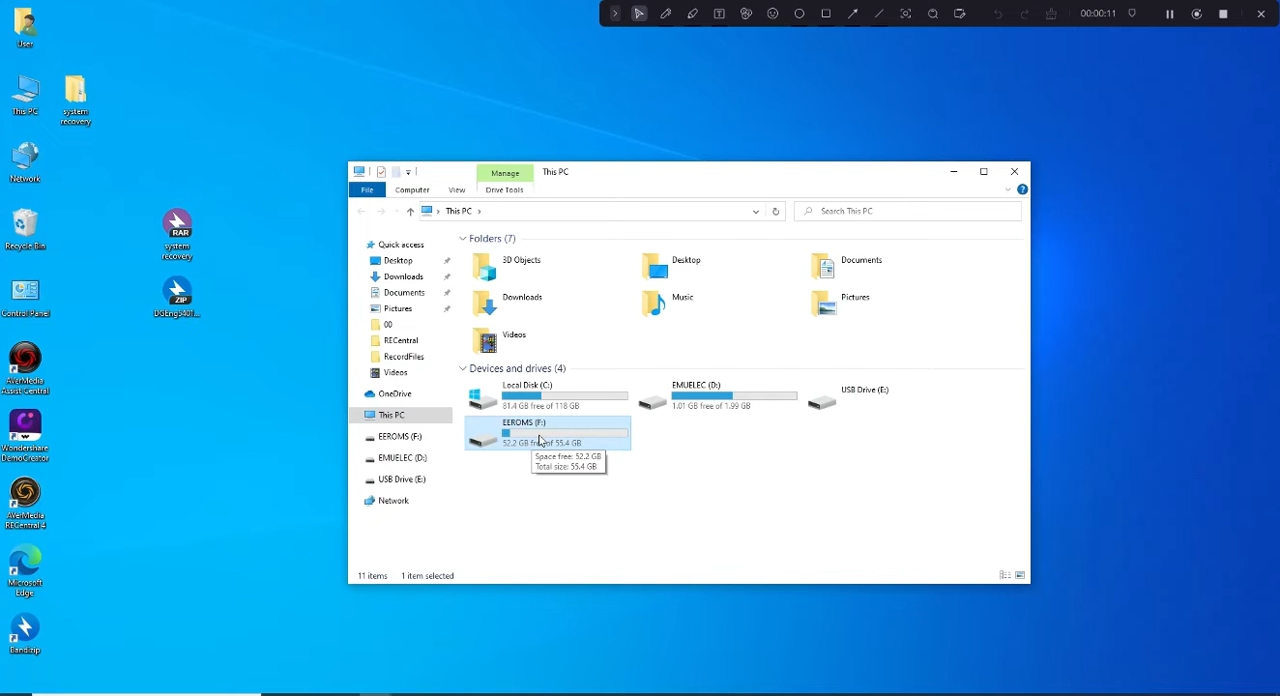 00:00:11
User
This PC
system
recovery
Network
RAR
system
recovery
Recycle Bin
ZIP
DGEng540l...
Control Panel
AVerMedia
Assist Central
Wondershare
DemoCreator
AVerMedia
RECentral 4
Microsoft
Edge
Bandizip
Manage
This PC
File
Computer
View
Drive Tools
This PC
Search This PC
Quick access
Desktop
Downloads
Documents
Pictures
00
RECentral
RecordFiles
Videos
OneDrive
This PC
EEROMS (F:)
EMUELEC (D:)
USB Drive (E:)
Network
Folders (7)
3D Objects
Desktop
Documents
Downloads
Music
Pictures
Videos
Devices and drives (4)
Local Disk (C:)
81.4 GB free of 118 GB
EMUELEC (D:)
1.01 GB free of 1.99 GB
USB Drive (E:)
EEROMS (F:)
52.2 GB free of 55.4 GB
Space free: 52.2 GB
Total size: 55.4 GB
11 items
1 item selected